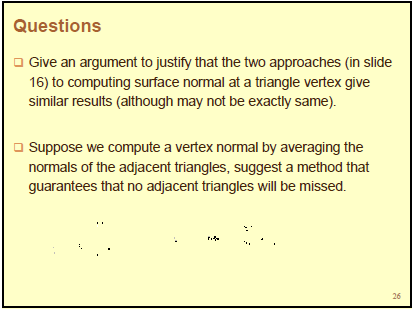 Questions
Give an argument to justify that the two approaches (in slide
16) to computing surface normal at a triangle vertex give
similar results (although may not be exactly same).
Suppose we compute a vertex normal by averaging the
normals of the adjacent triangles, suggest a method that
guarantees that no adjacent triangles will be missed.
26